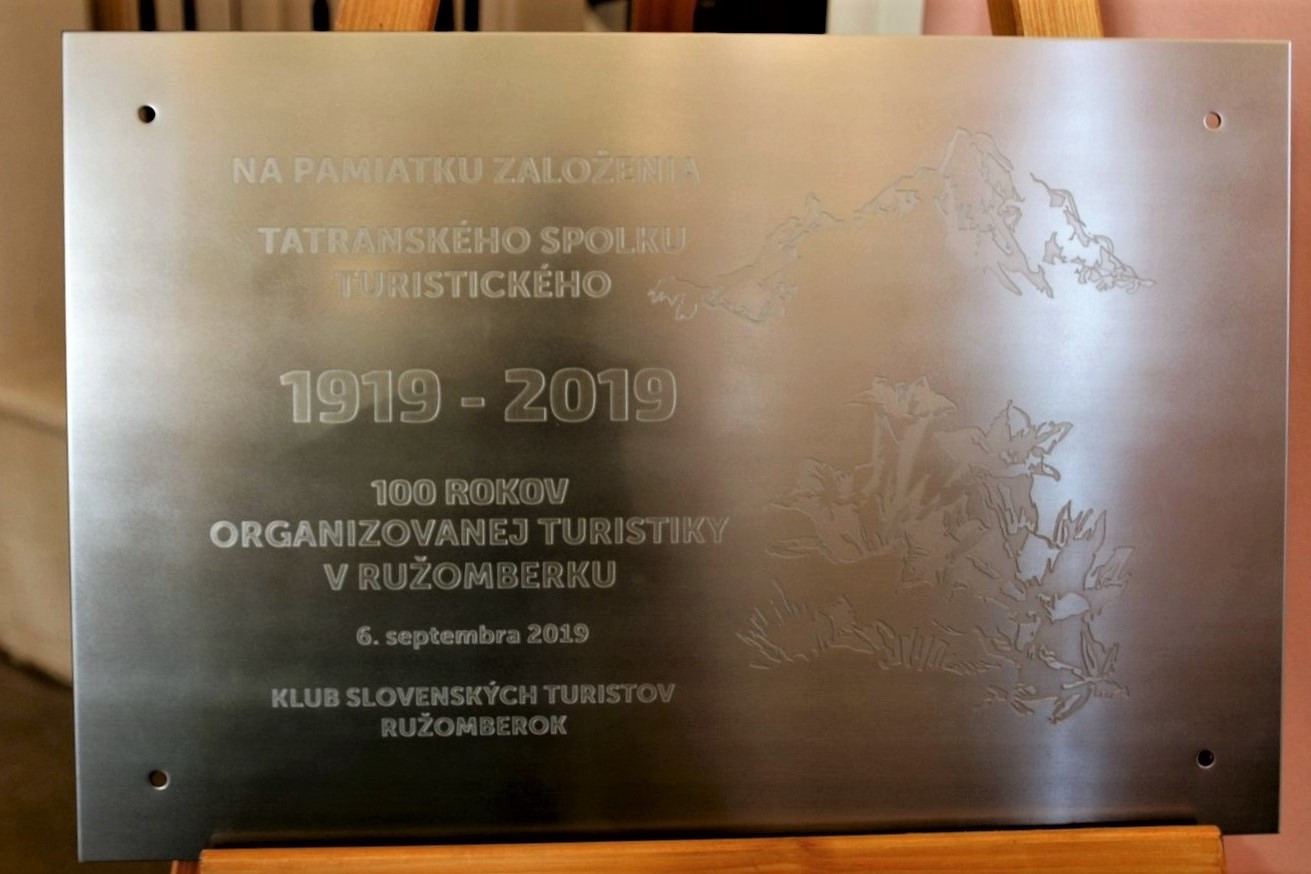 NA PAMIATKU ZALOŽENIA
TATRANSKÉHO SPOLKU
TURISTICKÉHO
1919 - 2019
100 ROKOV
ORGANIZOVANEJ TURISTIKY
V RUŽOMBERKU
6. septembra 2019
KLUB SLOVENSKÝCH TURISTOV
RUŽOMBEROK